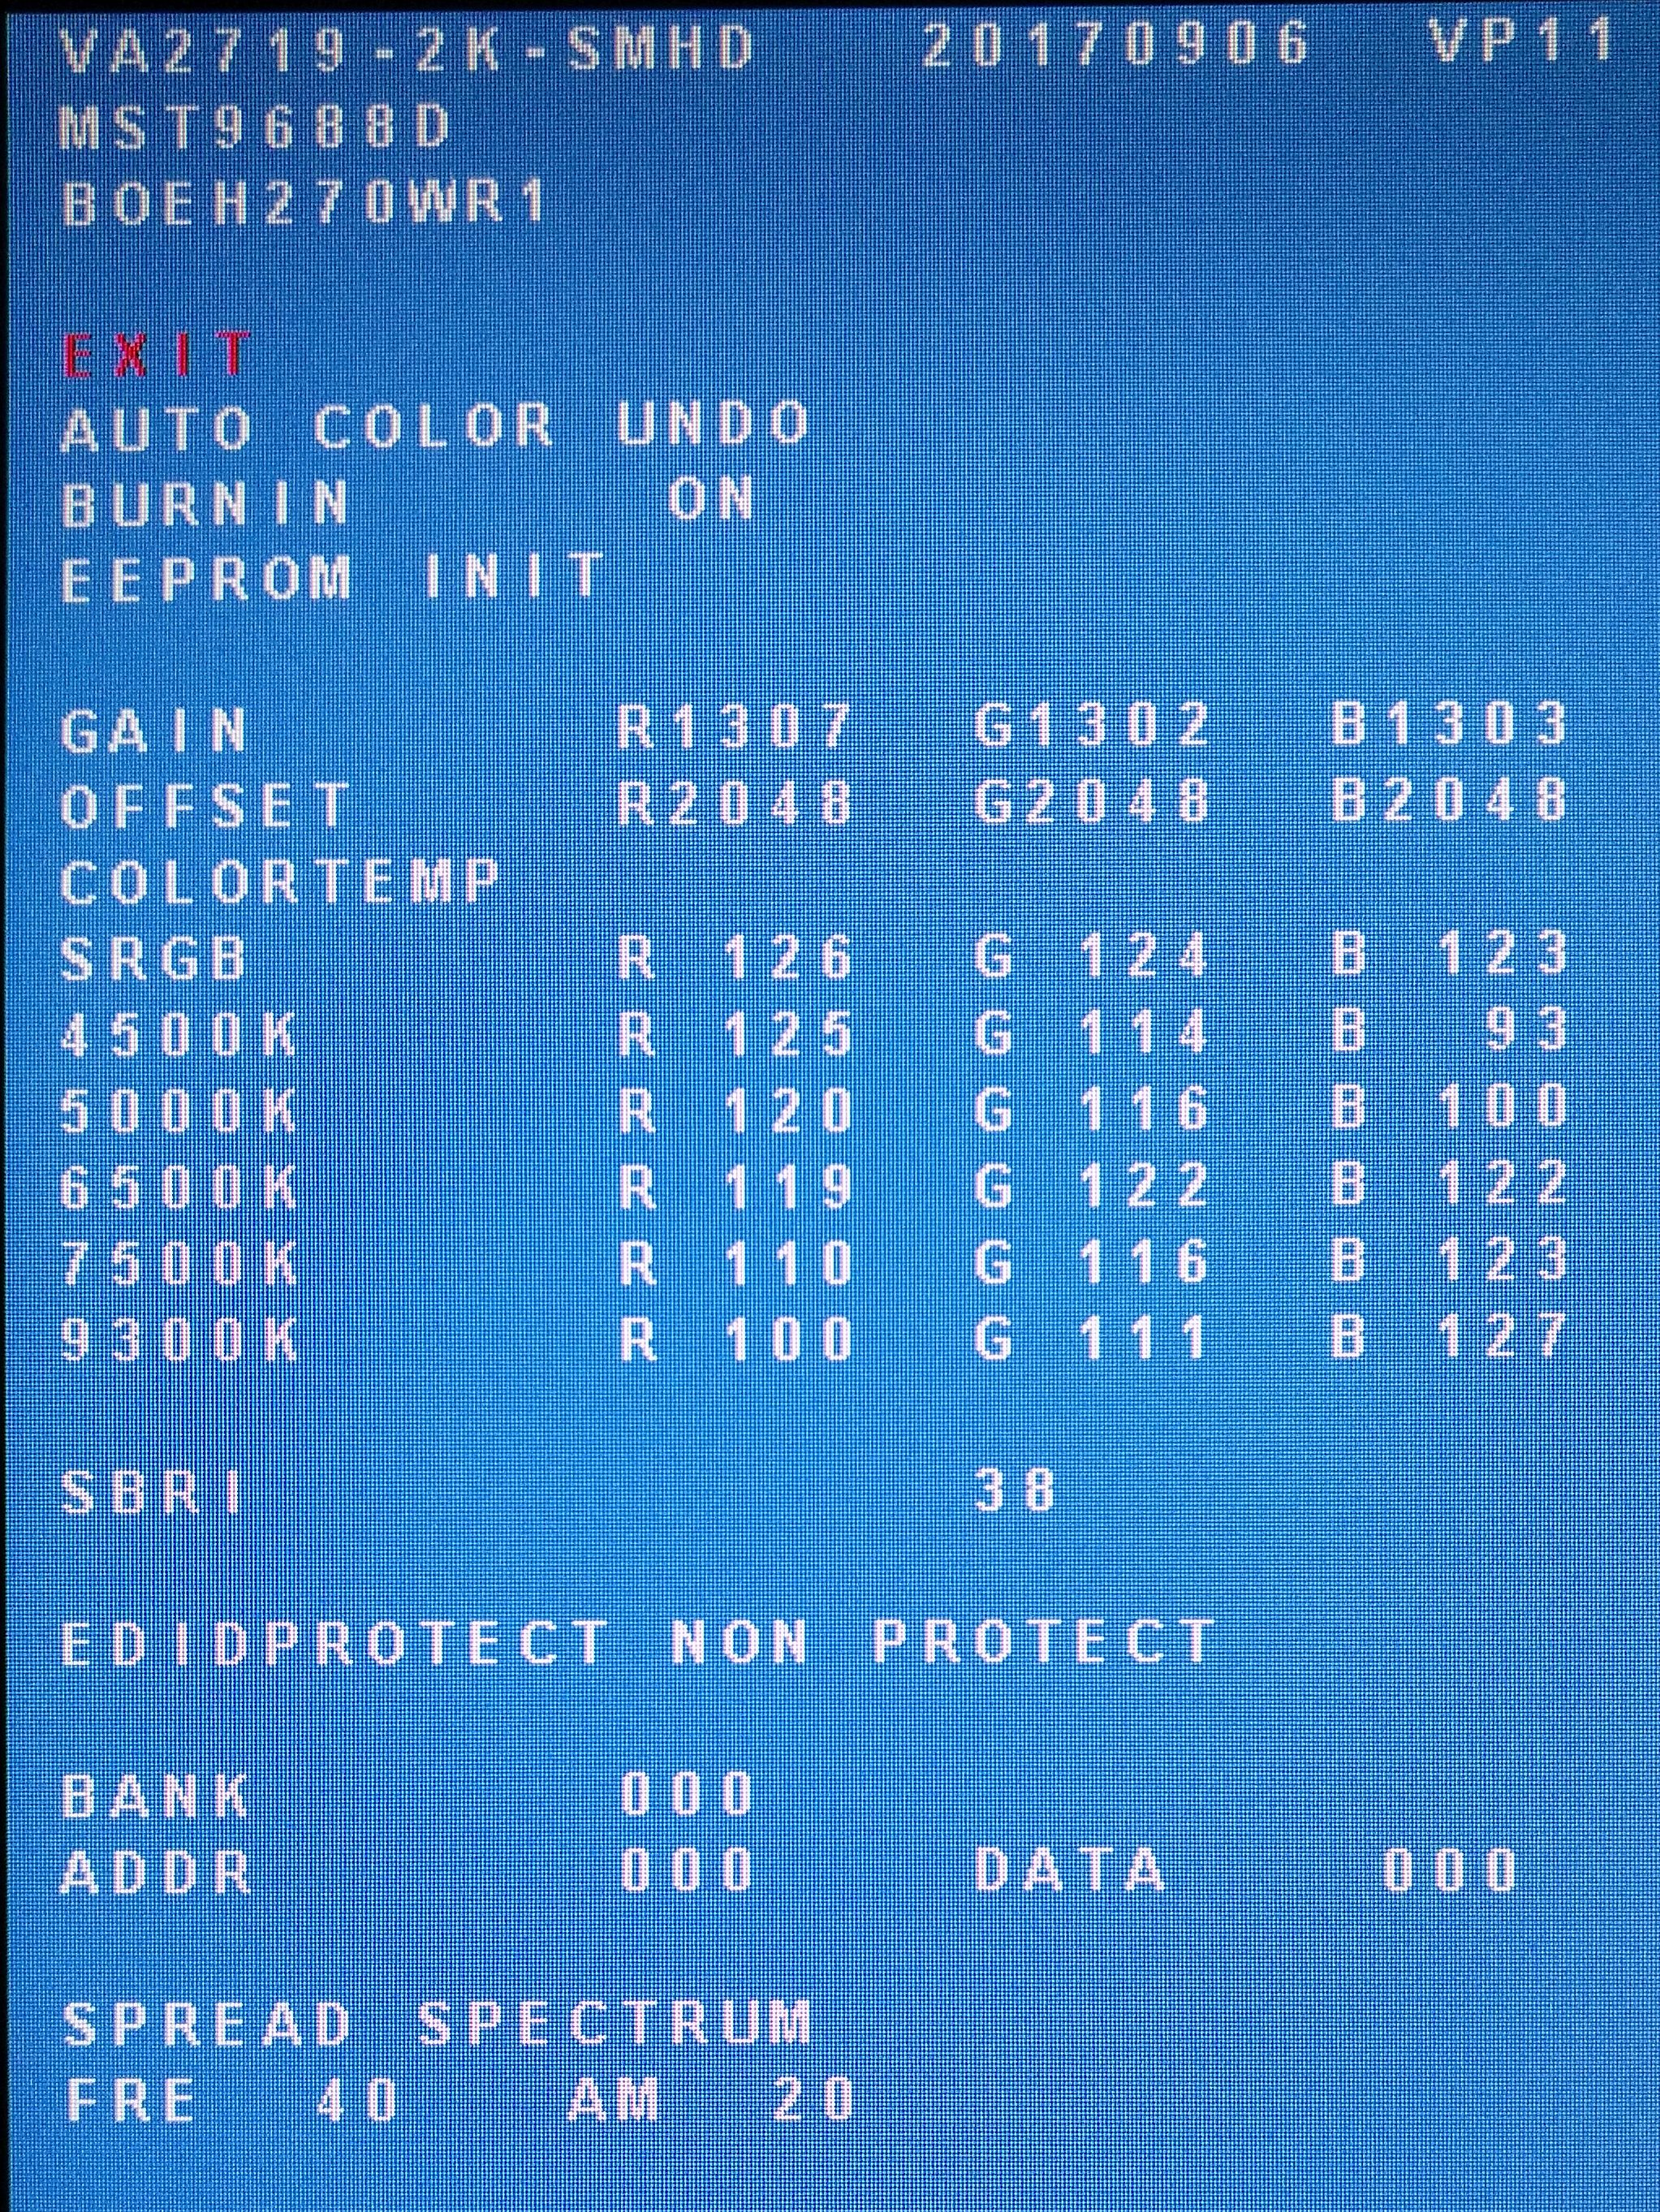 VA2719-2K-SMHD 20170906 VP11
MST9688D
BOEH270WR1
EXIT
AUTO COLOR UNDO
BURNIN ON
EEPROM INIT
GAIN R1307 G1302 B1303
OFFSET R2048 G2048 B2048
COLORTEMP
SRGB R 126 G 124 B 123
4500K R 125 G 114 B 93
5000K R 120 G 116 B 100
6500K R 119 G 122 B 122
7500K R 110 G 116 B 123
9300K R 100 G 111 B 127
SBRI 38
EDIDPROTECT NON PROTECT
BANK 000
ADDR 000 DATA 000
SPREAD SPECTRUM
FRE 40 AM 20